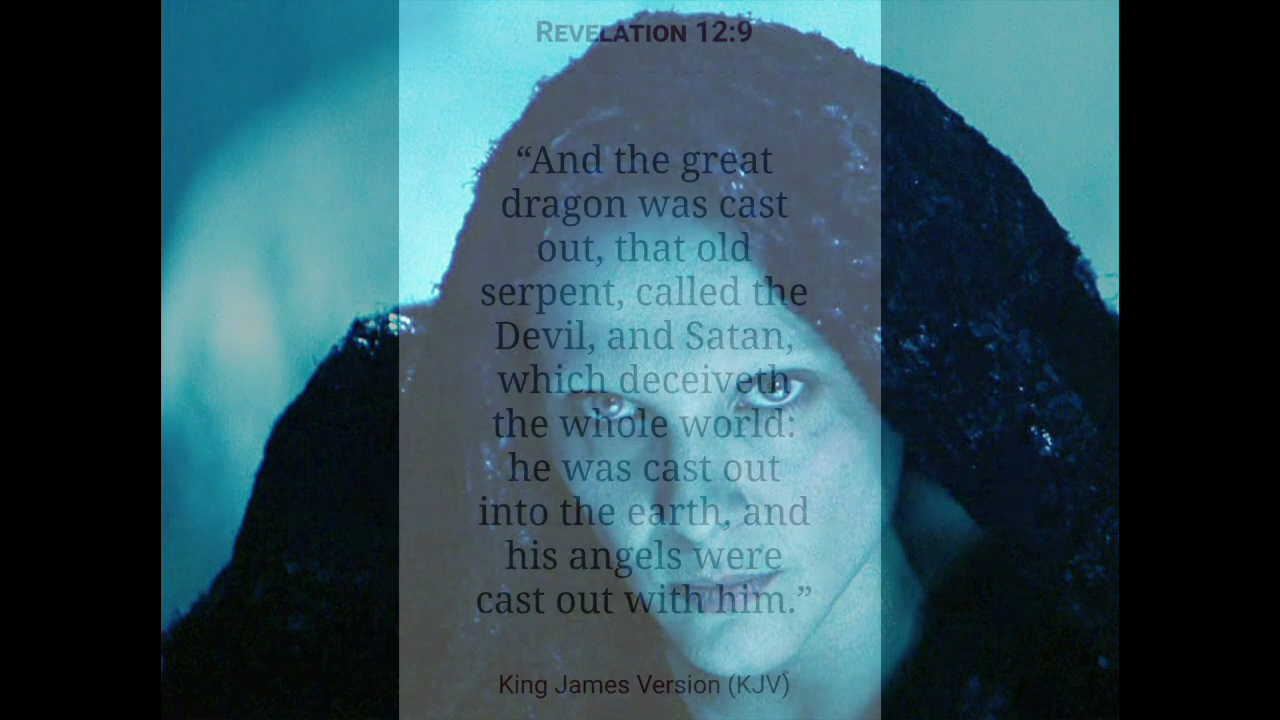 REVELATION 12:9
“And the great
dragon was cast
out, that old
serpent, called the
Devil, and Satan,
which deceiveth
the whole world:
he was cast out
into the earth, and
his angels were
cast out with him.”
King James Version (KJV)